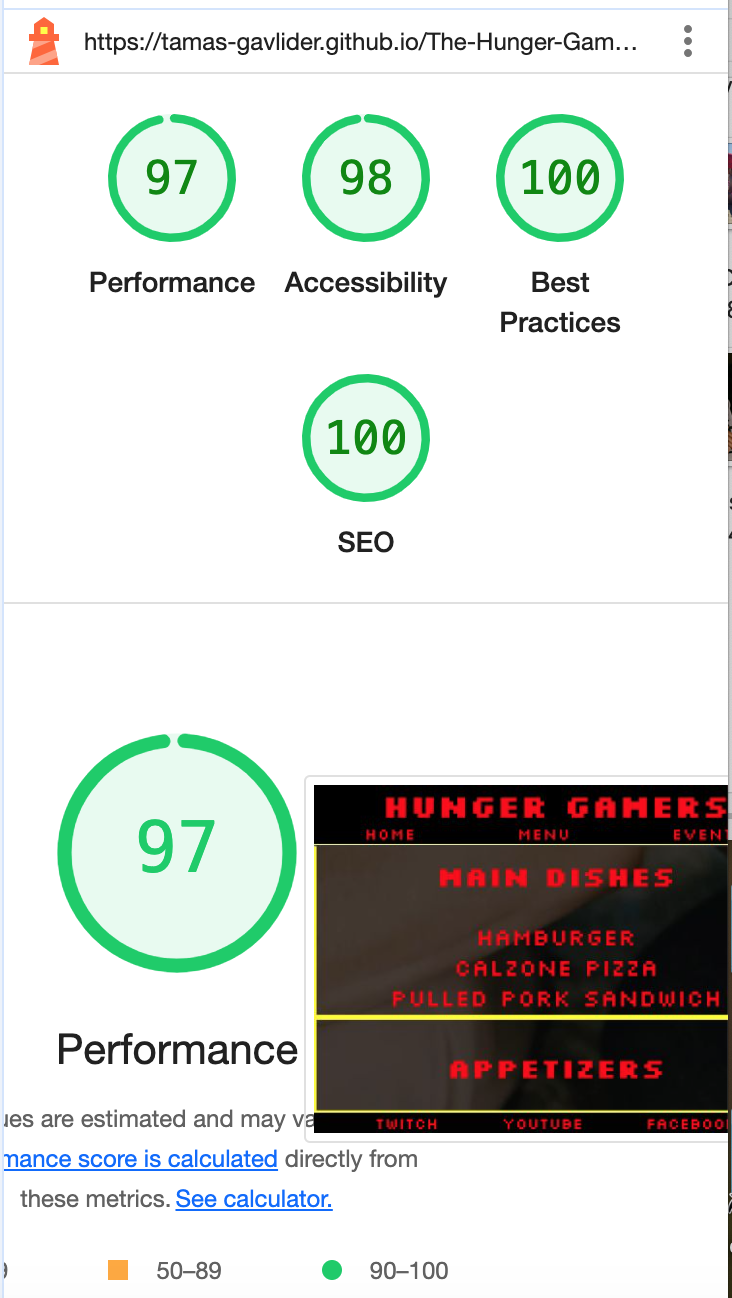 https://tamas-gavlider.github.io/The-Hunger-Gam…
97
98
100
Performance
Accessibility
Best
Practices
100
SEO
97
HUNGER GAMERS
HOME
MENU
EVEN
MAIN DISHES
HAMBURGER
CALZONE PIZZA
PULLED PORK SANDWICH
APPETIZERS
TWITCH
YOUTUBE
FACEBOO
Performance
ues are estimated and may va
mance score is calculated directly from
these metrics. See calculator.
50–89
90–100